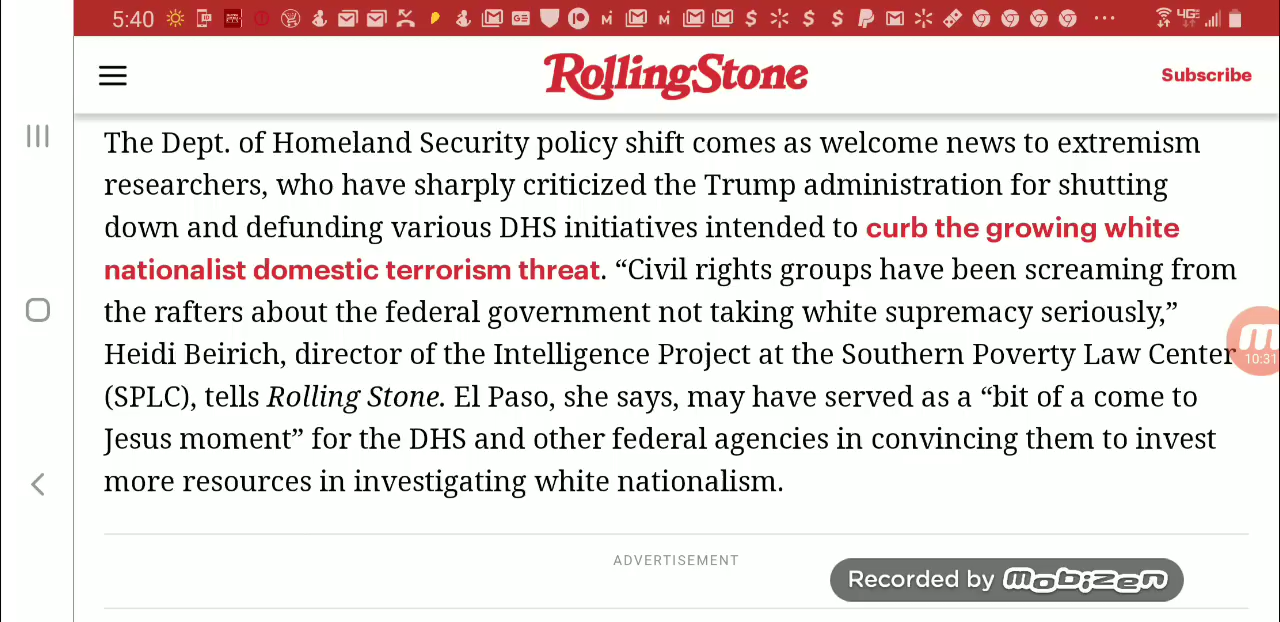 5:40
4GE
RollingStone
Subscribe
The Dept. of Homeland Security policy shift comes as welcome news to extremism
researchers, who have sharply criticized the Trump administration for shutting
down and defunding various DHS initiatives intended to curb the growing white
nationalist domestic terrorism threat. “Civil rights groups have been screaming from
the rafters about the federal government not taking white supremacy seriously,”
Heidi Beirich, director of the Intelligence Project at the Southern Poverty Law Center
(SPLC), tells Rolling Stone. El Paso, she says, may have served as a “bit of a come to
Jesus moment” for the DHS and other federal agencies in convincing them to invest
more resources in investigating white nationalism.
10:31
ADVERTISEMENT
Recorded by mobizen